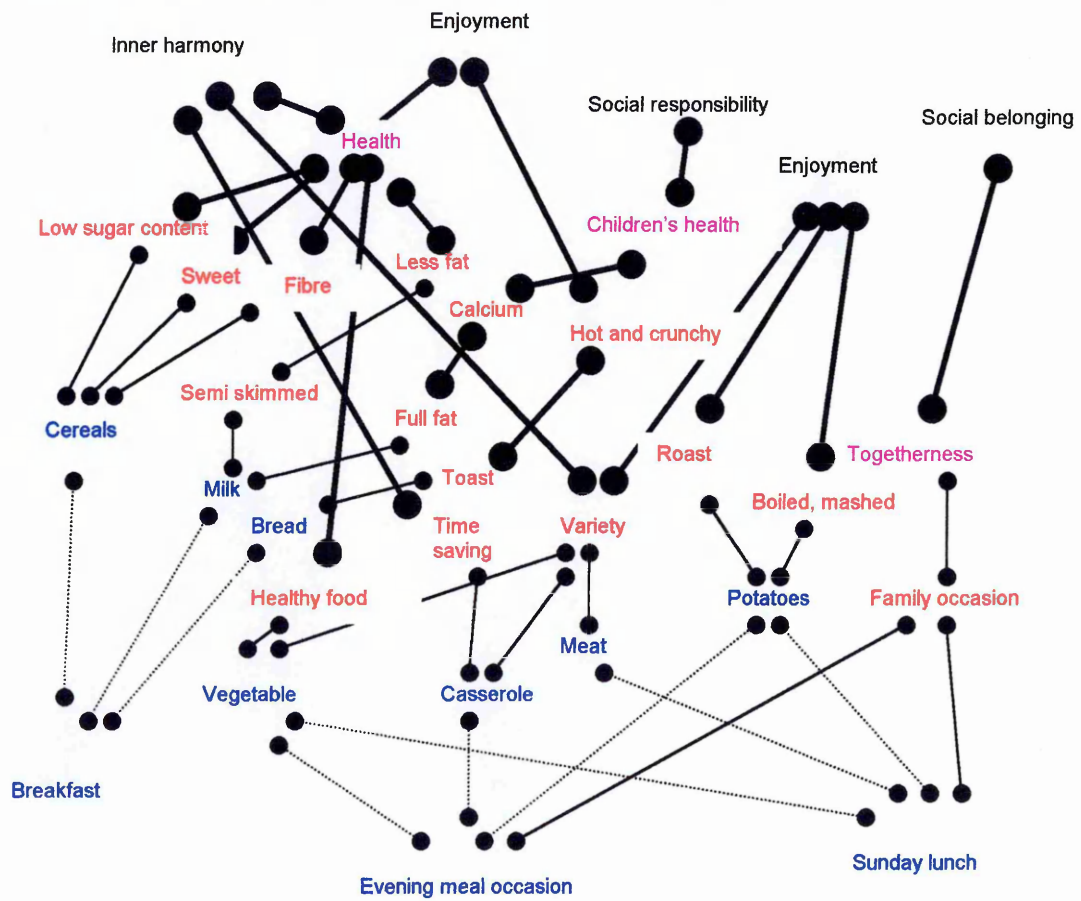 Enjoyment
Inner harmony
Social responsibility
Social belonging
Health
Enjoyment
Children's health
Low sugar content
Less fat
Sweet
Fibre
Calcium
Hot and crunchy
Semi skimmed
Full fat
Cereals
Roast
Togetherness
Toast
Milk
Boiled, mashed
Bread
Time
saving
Variety
Healthy food
Potatoes
Family occasion
Meat
Vegetable
Casserole
Breakfast
Sunday lunch
Evening meal occasion